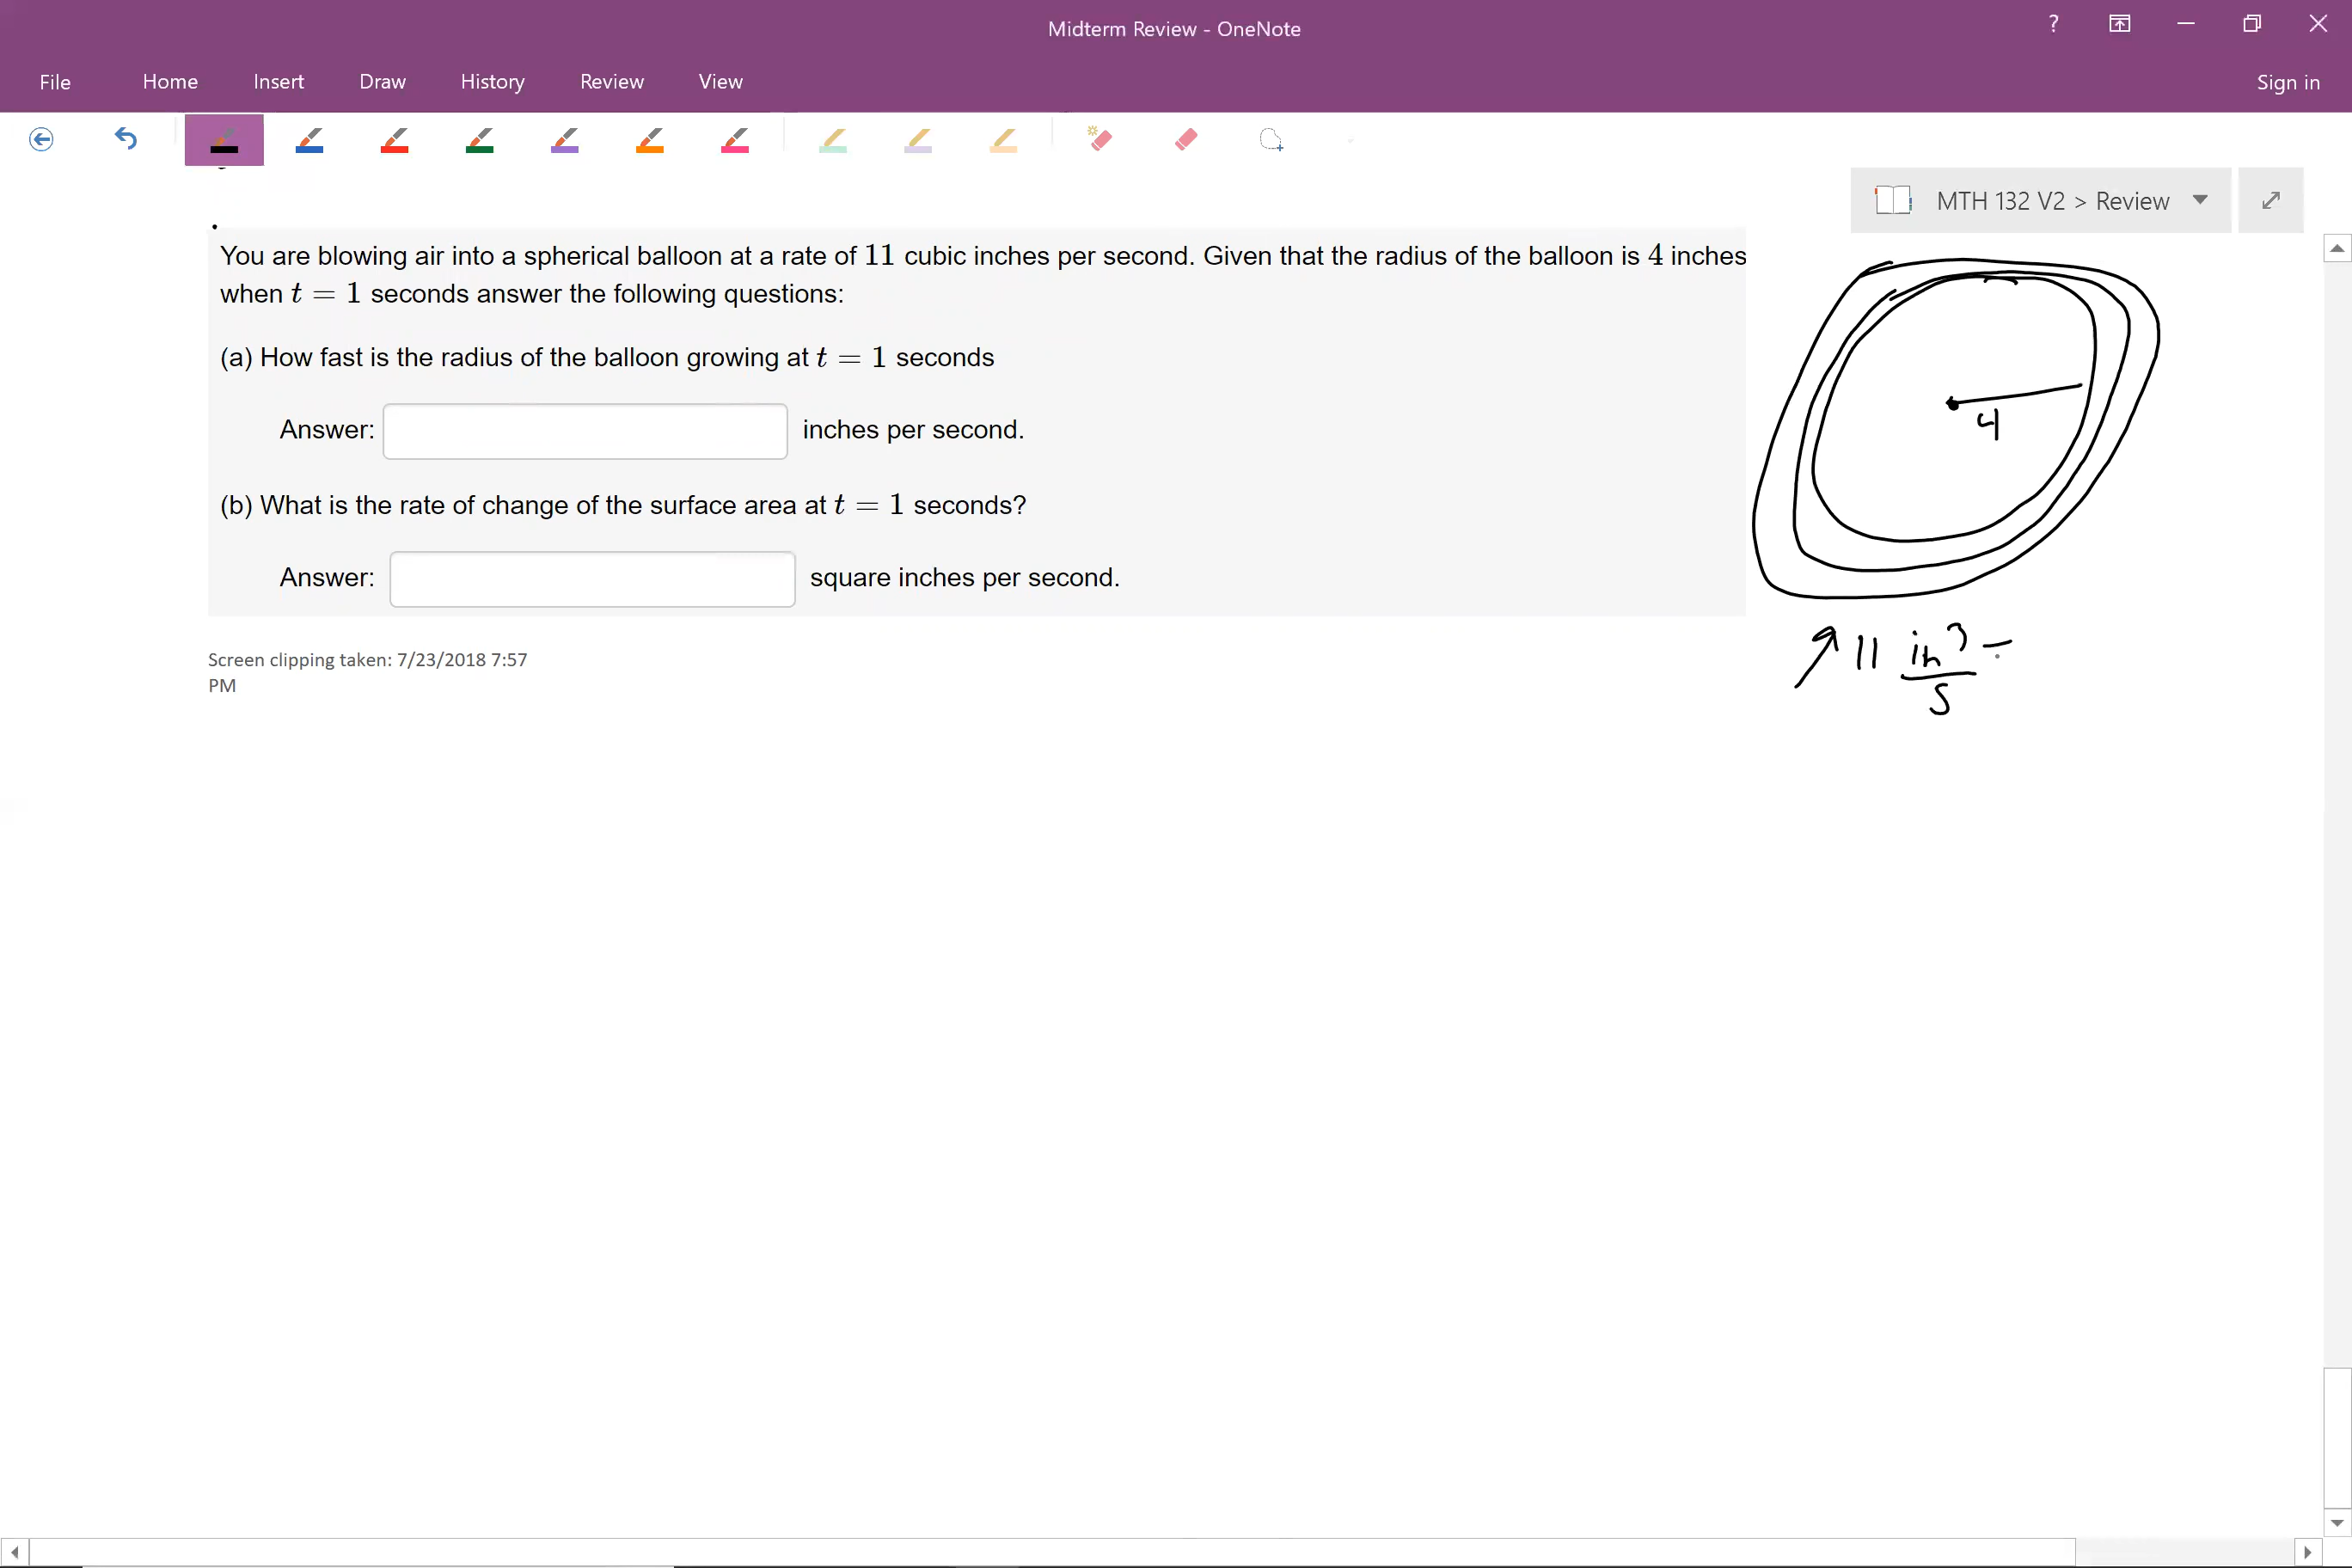 Midterm Review - OneNote
?
File Home Insert Draw History Review View Sign in
MTH 132 V2 > Review
You are blowing air into a spherical balloon at a rate of 11 cubic inches per second. Given that the radius of the balloon is 4 inches
when t = 1 seconds answer the following questions:
(a) How fast is the radius of the balloon growing at t = 1 seconds
Answer: inches per second.
(b) What is the rate of change of the surface area at t = 1 seconds?
Answer: square inches per second.
4
11 in³/s
Screen clipping taken: 7/23/2018 7:57
PM